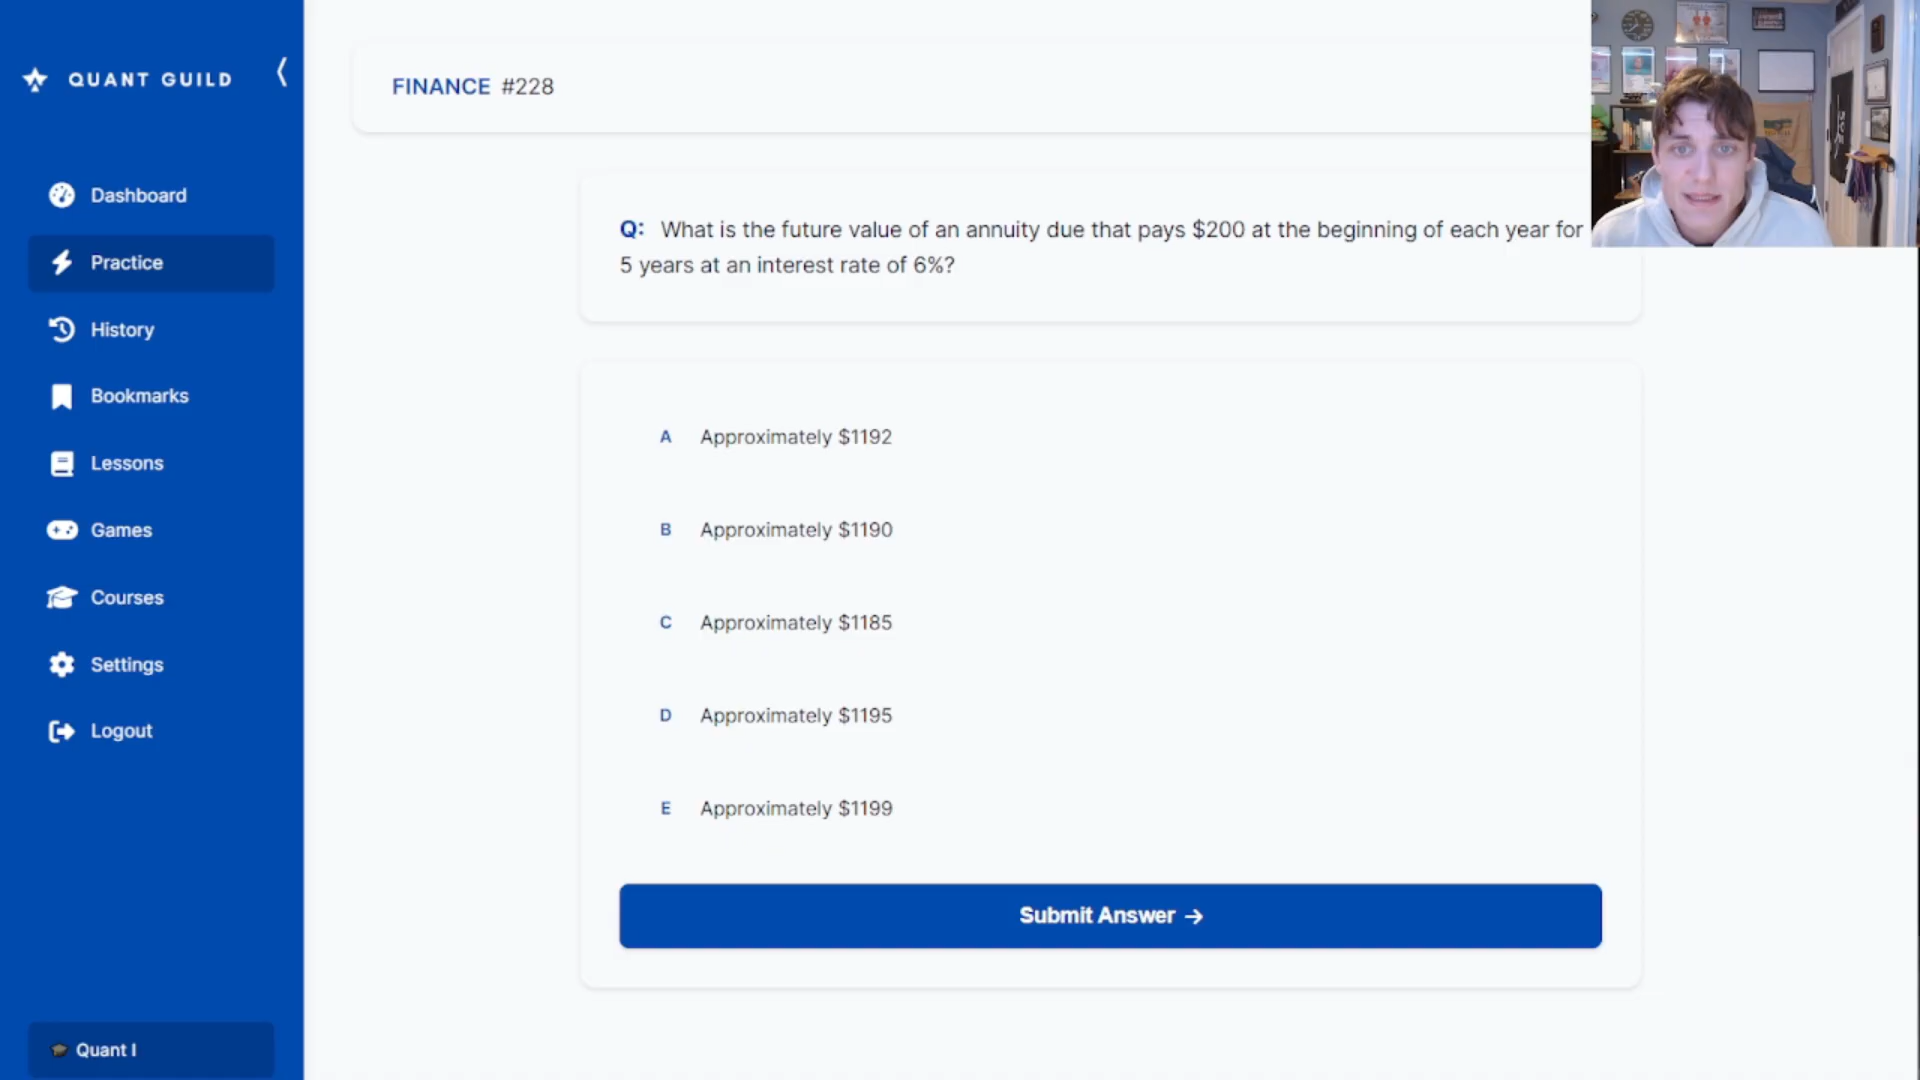 QUANT GUILD
Dashboard
Practice
History
Bookmarks
Lessons
Games
Courses
Settings
Logout
Quant I
FINANCE #228
Q: What is the future value of an annuity due that pays $200 at the beginning of each year for
5 years at an interest rate of 6%?
A Approximately $1192
B Approximately $1190
C Approximately $1185
D Approximately $1195
E Approximately $1199
Submit Answer →